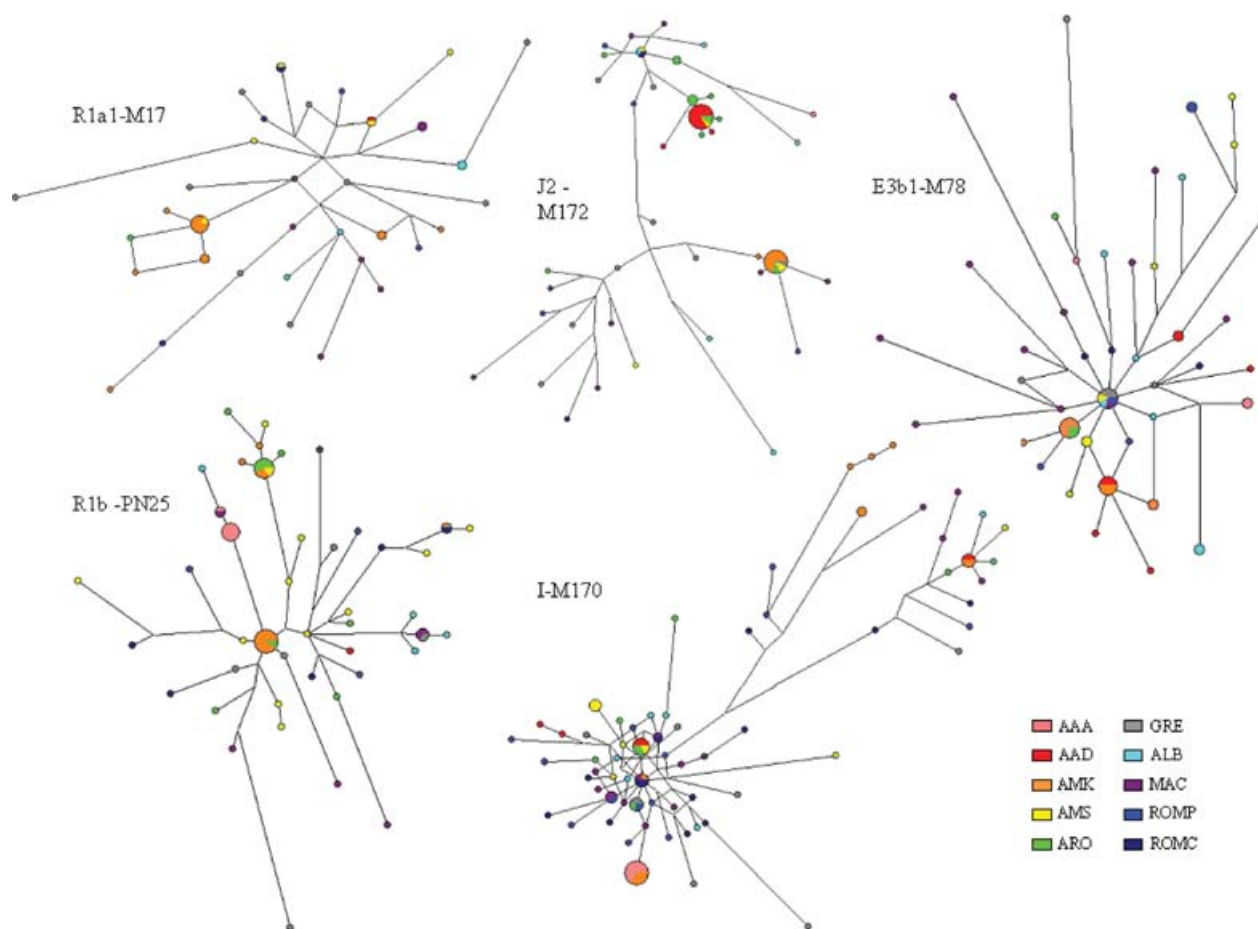 R1a1-M17
J2 -
M172
E3b1-M78
R1b -PN25
I-M170
AAA
AAD
AMK
AMS
ARO
GRE
ALB
MAC
ROMP
ROMC